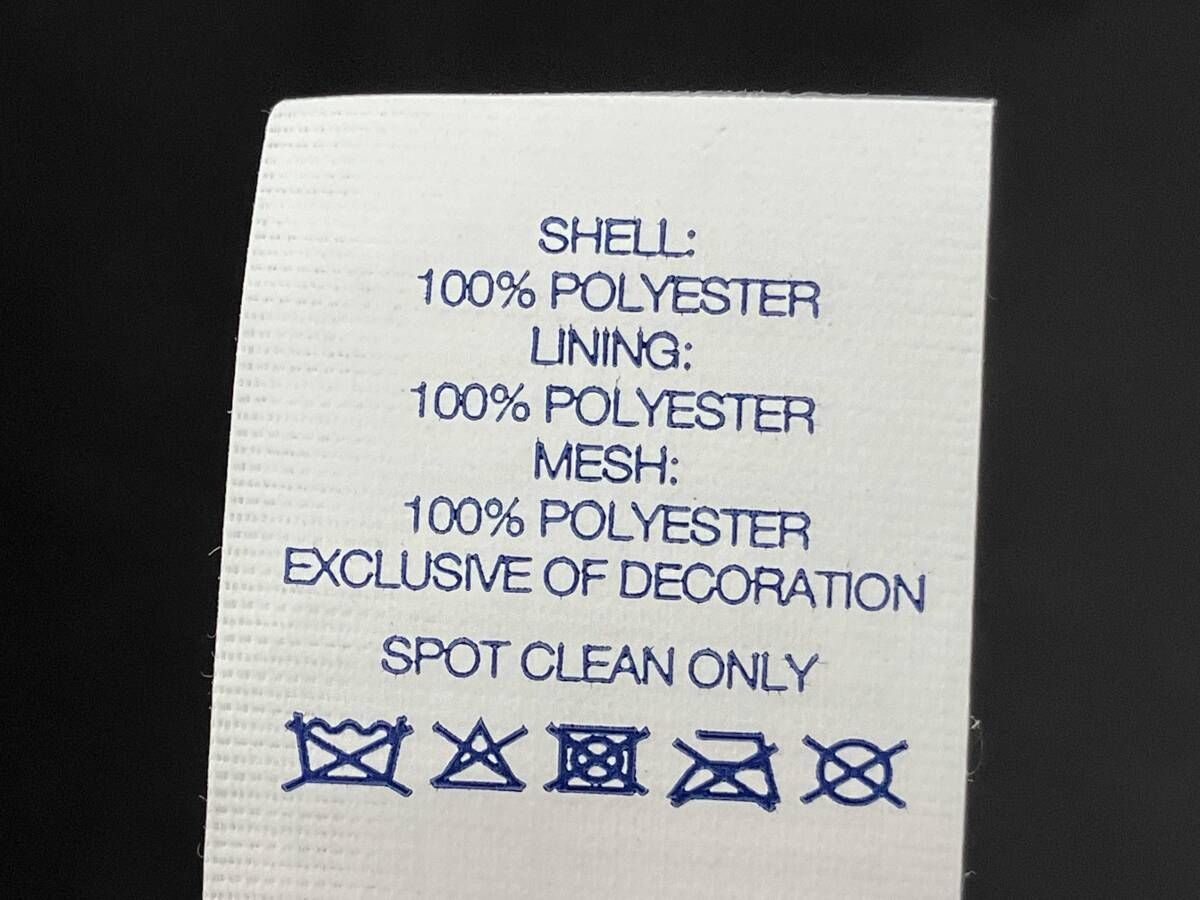 SHELL:
100% POLYESTER
LINING:
100% POLYESTER
MESH:
100% POLYESTER
EXCLUSIVE OF DECORATION
SPOT CLEAN ONLY